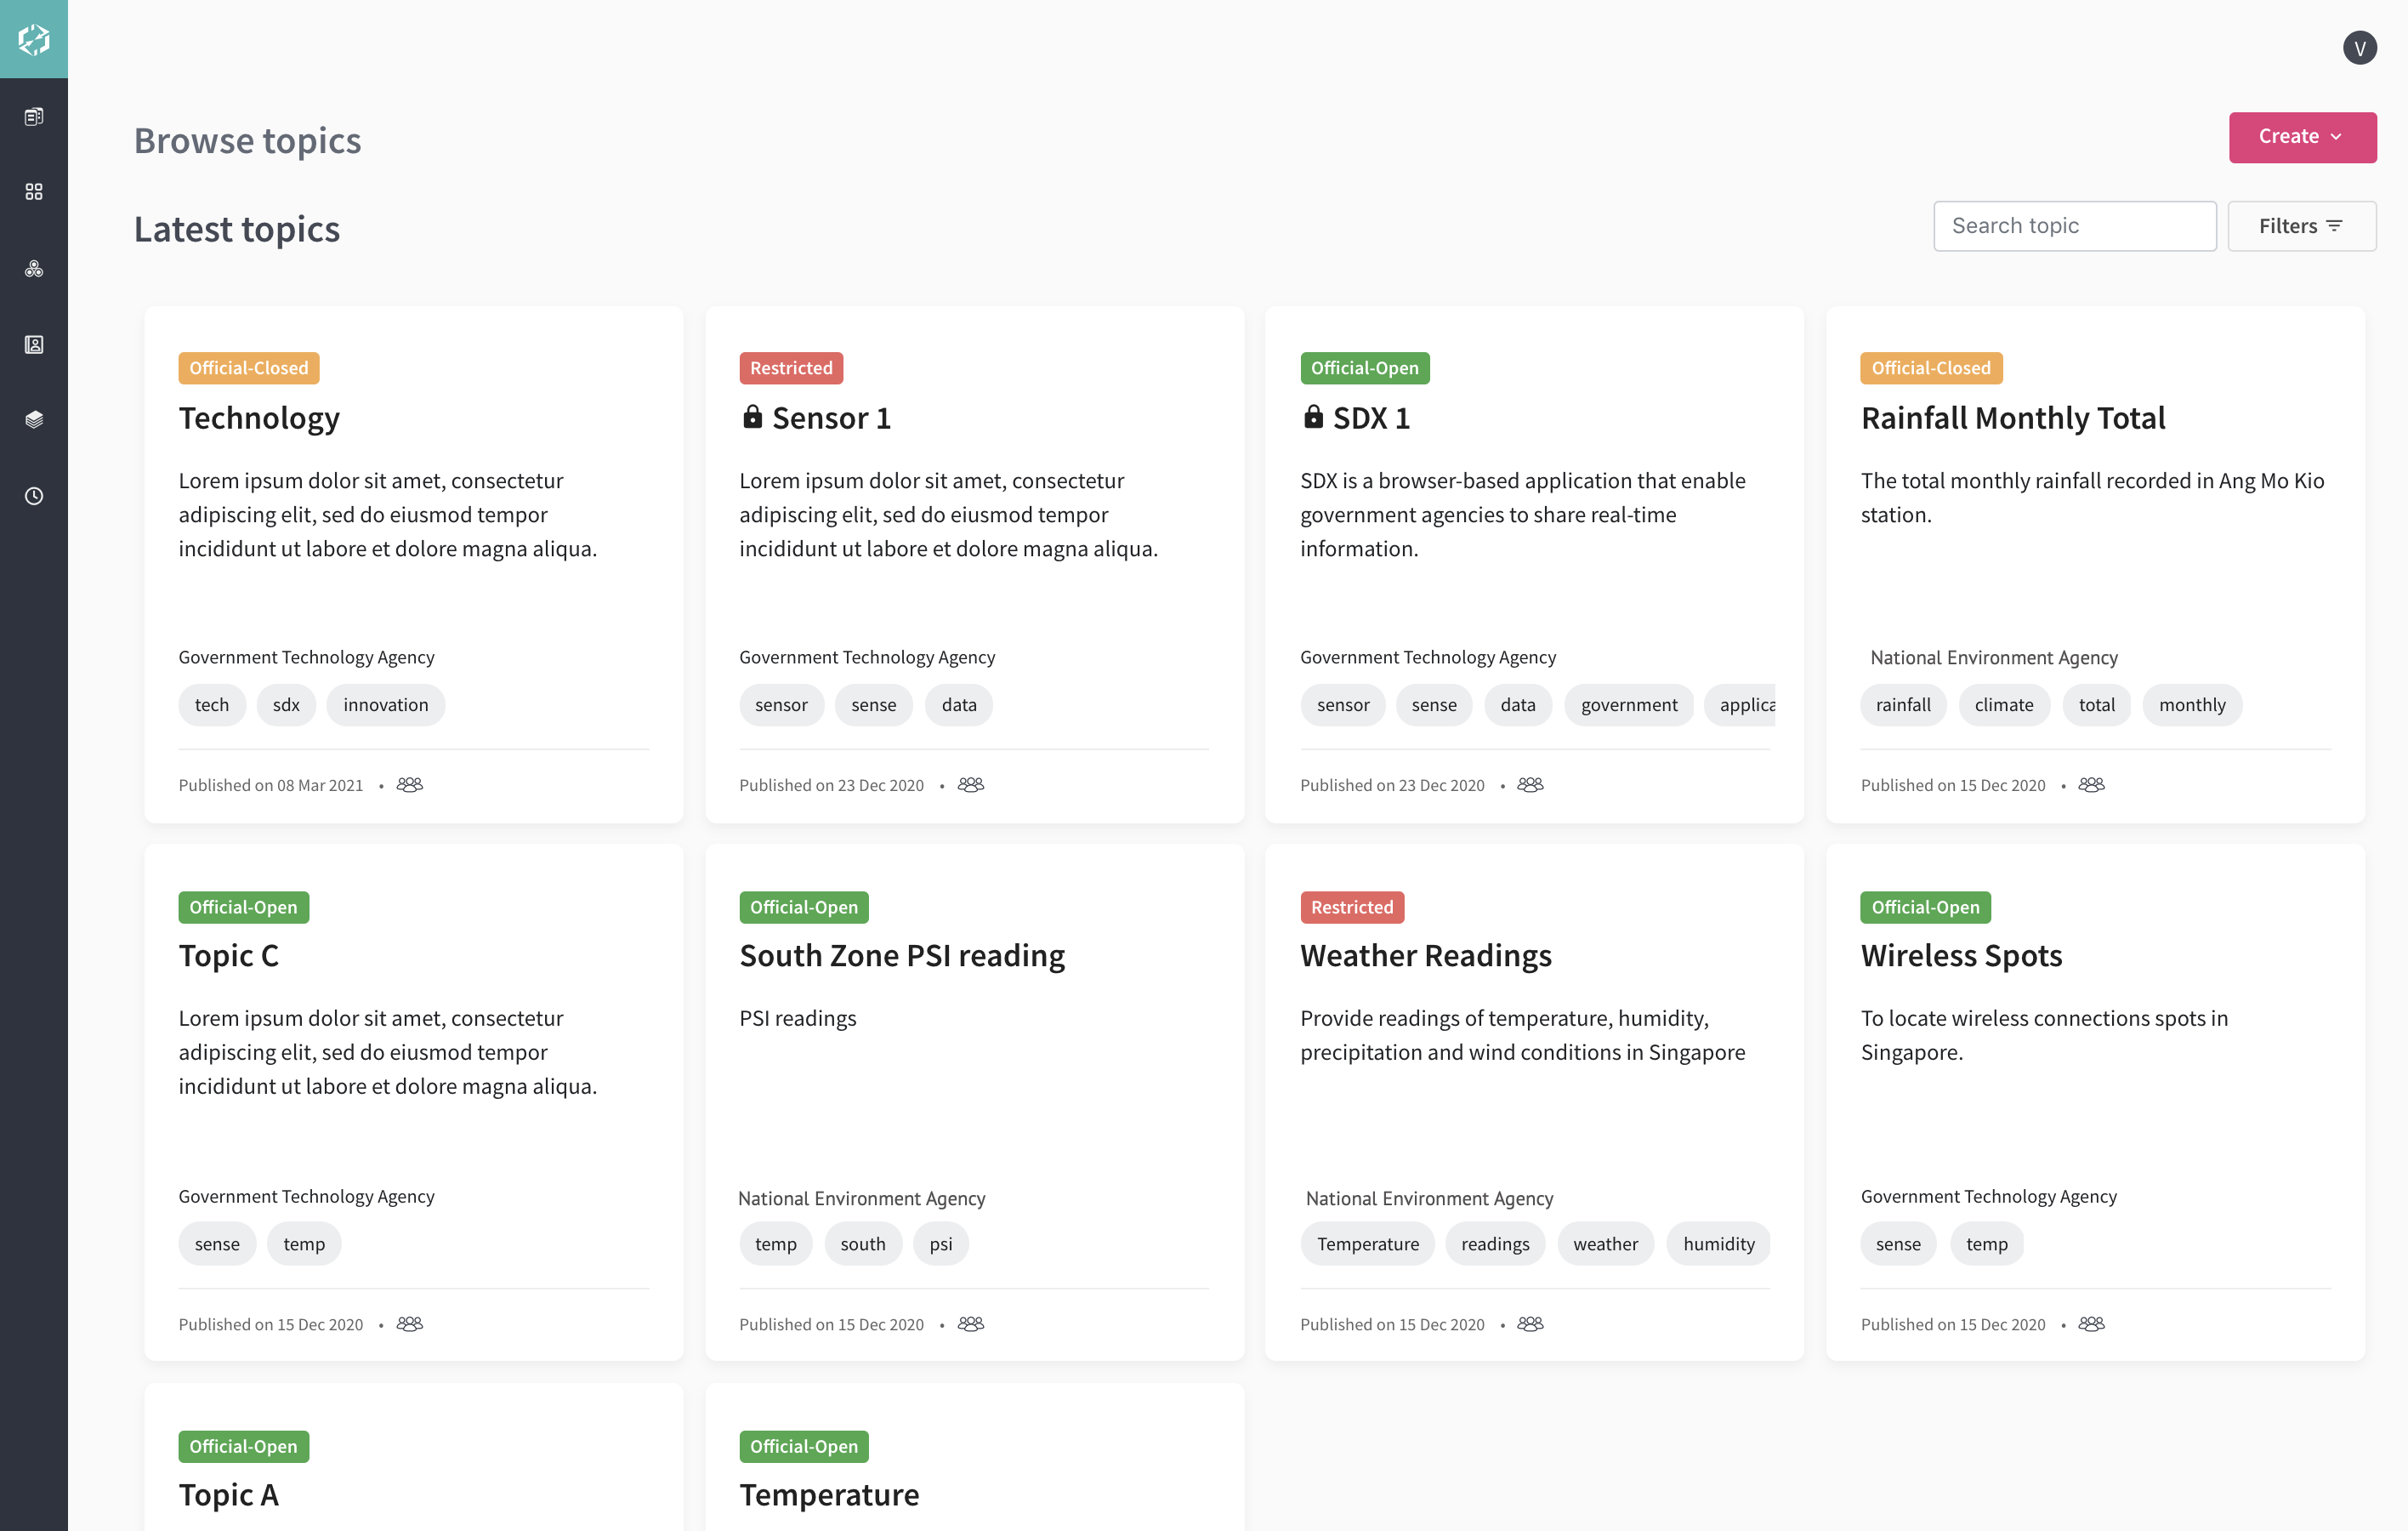 V
Browse topics
Create
Latest topics
Search topic
Filters
Official-Closed
Technology
Lorem ipsum dolor sit amet, consectetur
adipiscing elit, sed do eiusmod tempor
incididunt ut labore et dolore magna aliqua.
Government Technology Agency
tech sdx innovation
Published on 08 Mar 2021 •
Restricted
Sensor 1
Lorem ipsum dolor sit amet, consectetur
adipiscing elit, sed do eiusmod tempor
incididunt ut labore et dolore magna aliqua.
Government Technology Agency
sensor sense data
Published on 23 Dec 2020 •
Official-Open
SDX 1
SDX is a browser-based application that enable
government agencies to share real-time
information.
Government Technology Agency
sensor sense data government applica
Published on 23 Dec 2020 •
Official-Closed
Rainfall Monthly Total
The total monthly rainfall recorded in Ang Mo Kio
station.
National Environment Agency
rainfall climate total monthly
Published on 15 Dec 2020 •
Official-Open
Topic C
Lorem ipsum dolor sit amet, consectetur
adipiscing elit, sed do eiusmod tempor
incididunt ut labore et dolore magna aliqua.
Government Technology Agency
sense temp
Published on 15 Dec 2020 •
Official-Open
South Zone PSI reading
PSI readings
National Environment Agency
temp south psi
Published on 15 Dec 2020 •
Restricted
Weather Readings
Provide readings of temperature, humidity,
precipitation and wind conditions in Singapore
National Environment Agency
Temperature readings weather humidity
Published on 15 Dec 2020 •
Official-Open
Wireless Spots
To locate wireless connections spots in
Singapore.
Government Technology Agency
sense temp
Published on 15 Dec 2020 •
Official-Open
Topic A
Official-Open
Temperature